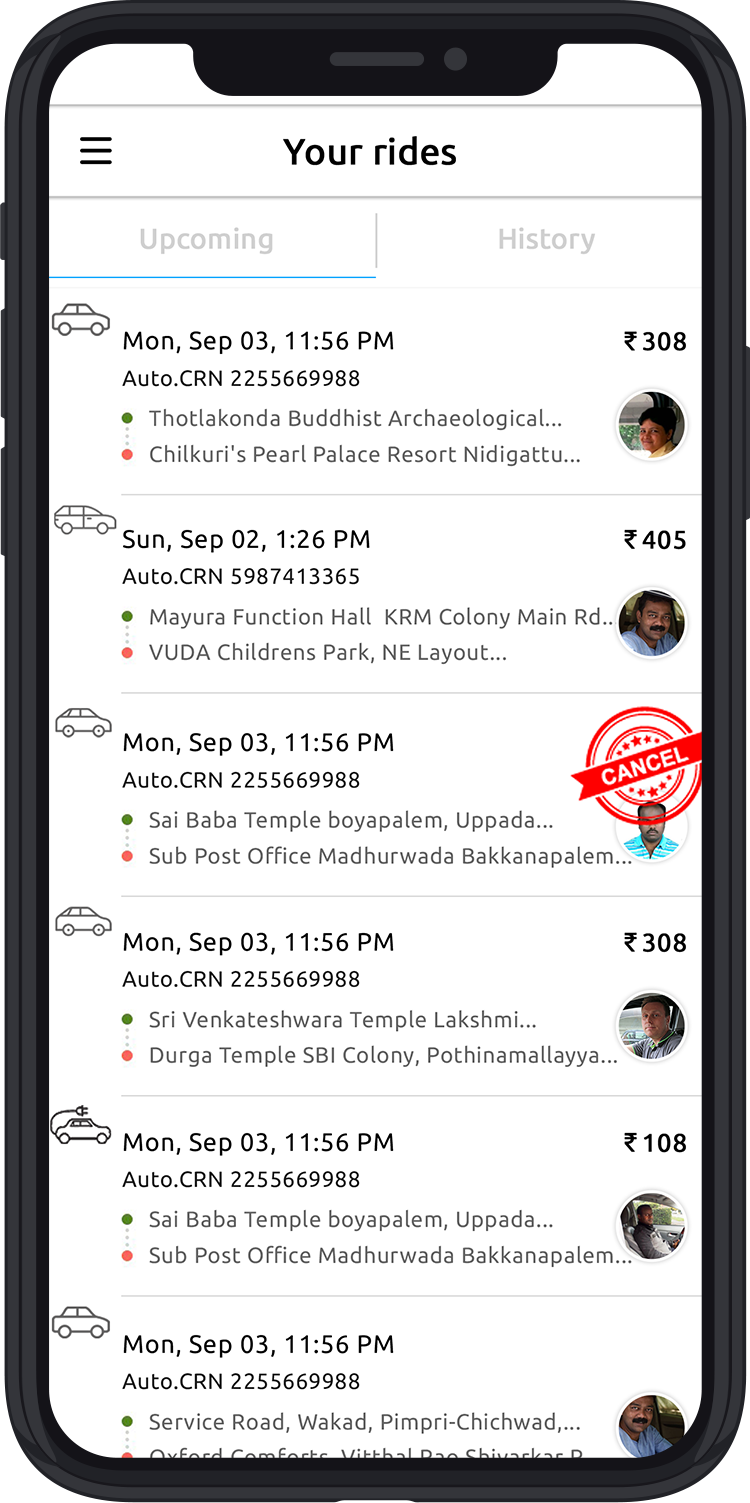 Your rides
Upcoming
History
Mon, Sep 03, 11:56 PM
₹308
Auto.CRN 2255669988
Thotlakonda Buddhist Archaeological...
Chilkuri's Pearl Palace Resort Nidigattu...
Sun, Sep 02, 1:26 PM
₹405
Auto.CRN 5987413365
Mayura Function Hall KRM Colony Main Rd..
VUDA Childrens Park, NE Layout...
Mon, Sep 03, 11:56 PM
CANCEL
Auto.CRN 2255669988
Sai Baba Temple boyapalem, Uppada...
Sub Post Office Madhurwada Bakkanapalem...
Mon, Sep 03, 11:56 PM
₹308
Auto.CRN 2255669988
Sri Venkateshwara Temple Lakshmi...
Durga Temple SBI Colony, Pothinamallayya...
Mon, Sep 03, 11:56 PM
₹108
Auto.CRN 2255669988
Sai Baba Temple boyapalem, Uppada...
Sub Post Office Madhurwada Bakkanapalem...
Mon, Sep 03, 11:56 PM
Auto.CRN 2255669988
Service Road, Wakad, Pimpri-Chichwad,...
Oxford Comforts, Vitthal Rao Shivarkar R